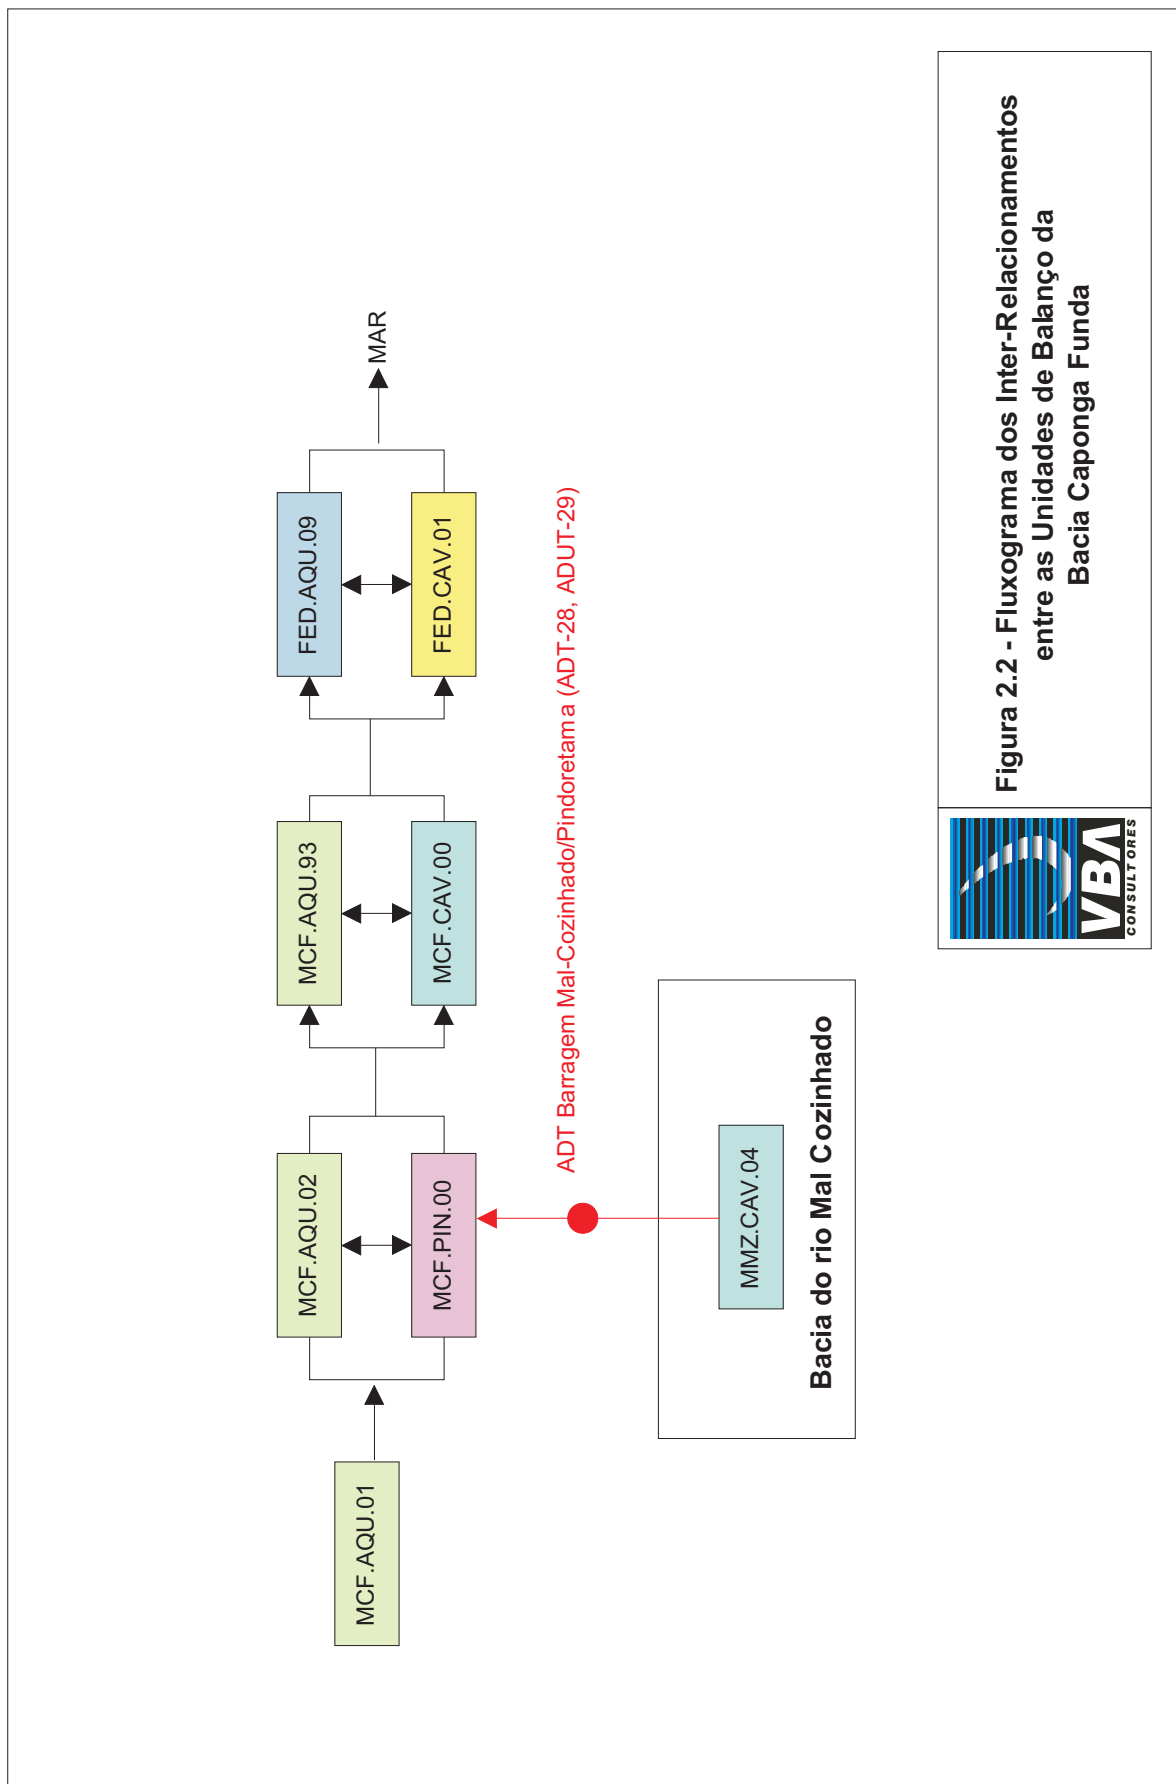 MCF.AQU.01
MCF.AQU.02
MCF.PIN.00
MCF.AQU.93
MCF.CAV.00
FED.AQU.09
FED.CAV.01
MAR
ADT Barragem Mal-Cozinhado/Pindoretama (ADT-28, ADUT-29)
MMZ.CAV.04
Bacia do rio Mal Cozinhado
VBA
CONSULTORES
Figura 2.2 - Fluxograma dos Inter-Relacionamentos
entre as Unidades de Balanço da
Bacia Caponga Funda